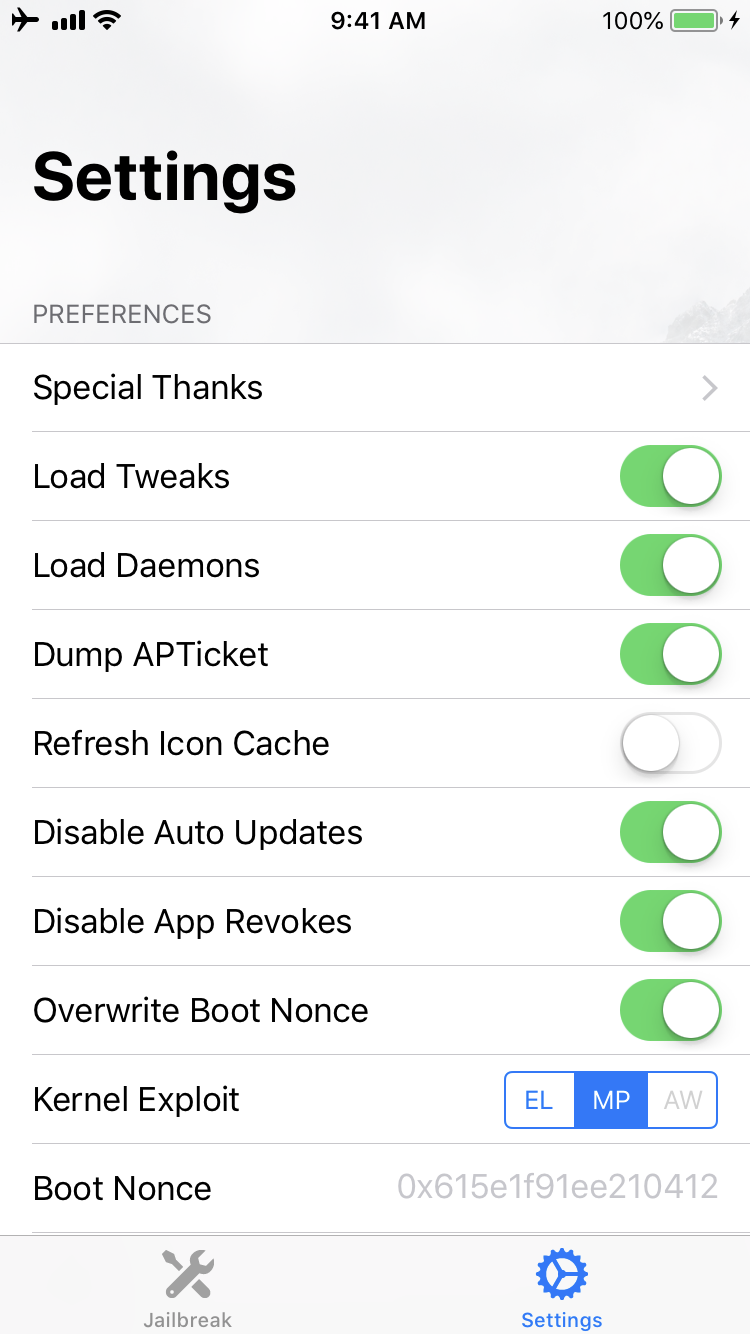 9:41 AM 100%
Settings
PREFERENCES
Special Thanks
Load Tweaks
Load Daemons
Dump APTicket
Refresh Icon Cache
Disable Auto Updates
Disable App Revokes
Overwrite Boot Nonce
Kernel Exploit EL MP AW
Boot Nonce 0x615e1f91ee210412
Jailbreak Settings